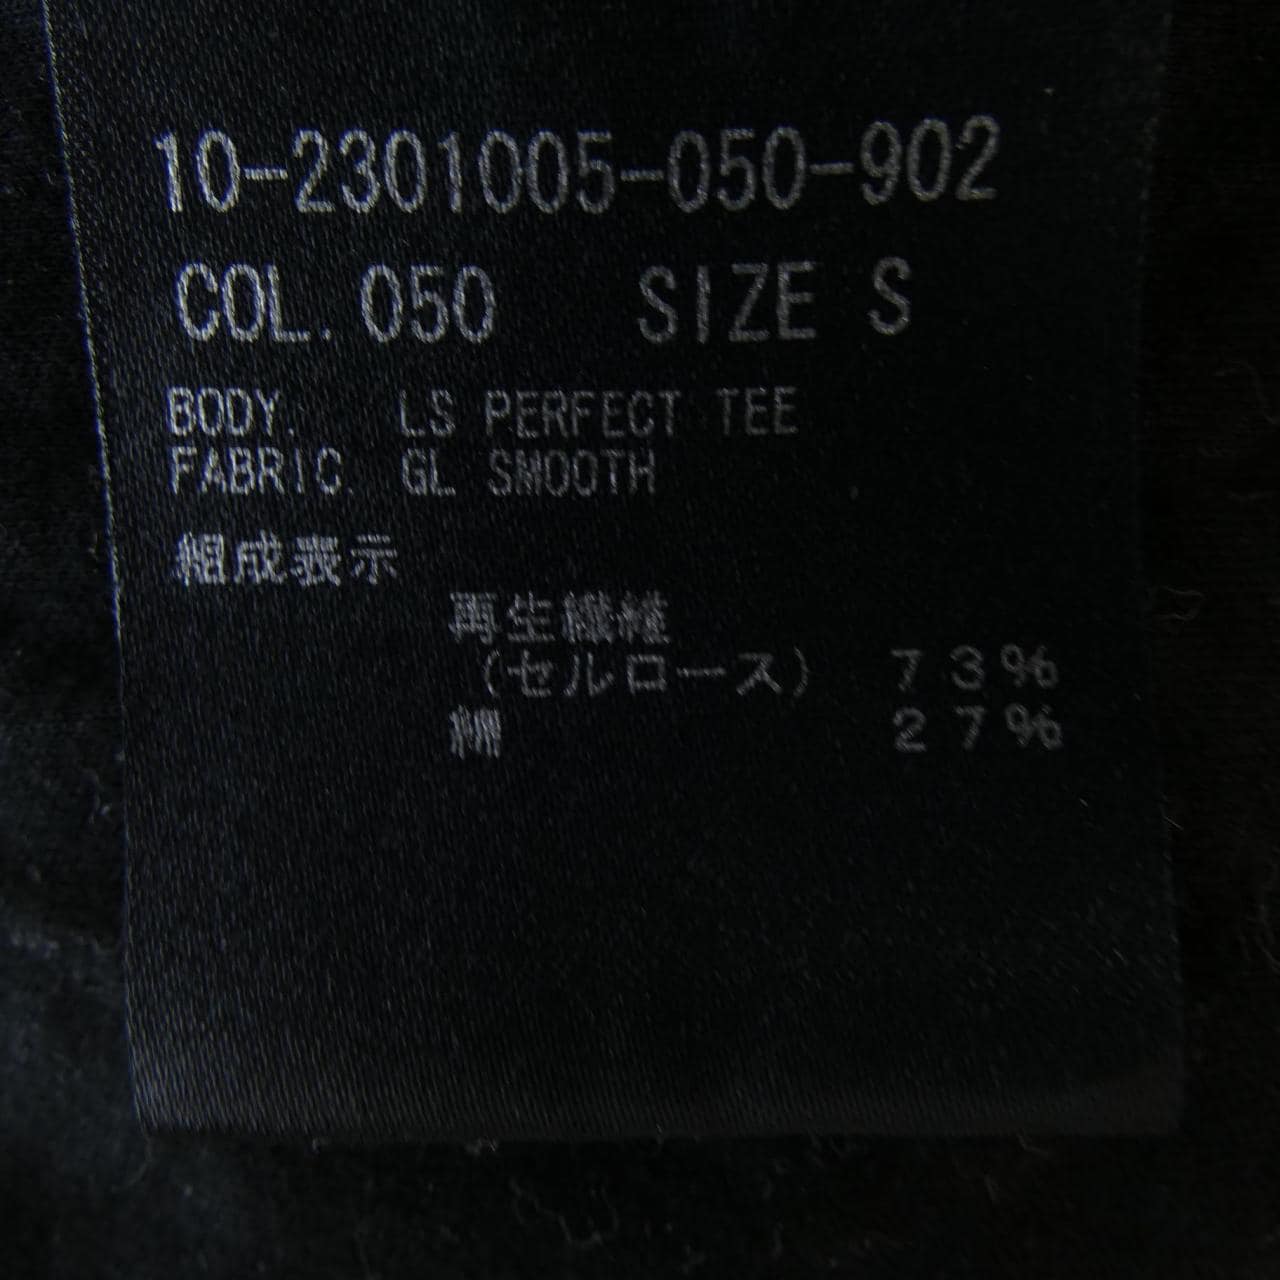 10-2301005-050-902
COL. 050 SIZE S
BODY. LS PERFECT TEE
FABRIC. GL SMOOTH
組成表示
再生繊維
(セルロース) 73%
綿 27%